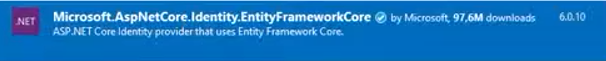 .NET
Microsoft.AspNetCore.Identity.EntityFrameworkCore by Microsoft, 97,6M downloads 6.0.10
ASP.NET Core Identity provider that uses Entity Framework Core.